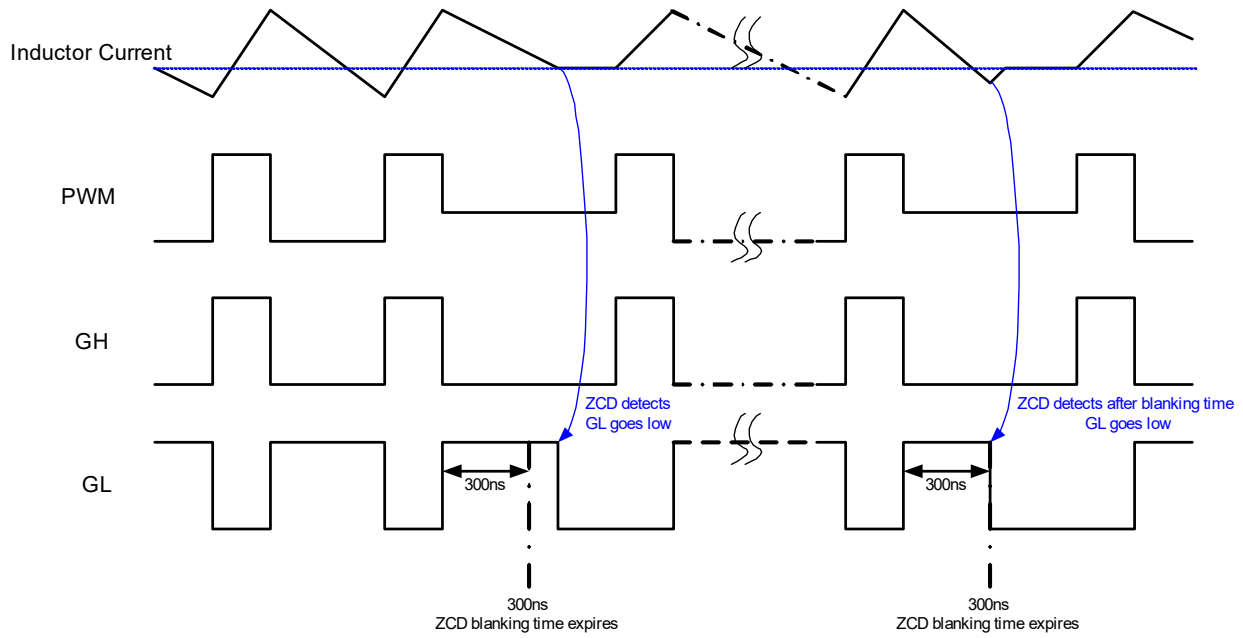 Inductor Current
PWM
GH
ZCD detects
GL goes low
ZCD detects after blanking time
GL goes low
GL
300ns
300ns
300ns
ZCD blanking time expires
300ns
ZCD blanking time expires